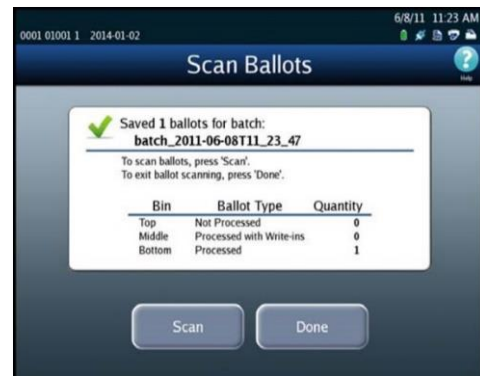 6/8/11 11:23 AM
0001 01001 1 2014-01-02
Scan Ballots
Help
Saved 1 ballots for batch:
batch_2011-06-08T11_23_47
To scan ballots, press 'Scan'.
To exit ballot scanning, press 'Done'.
Bin Ballot Type Quantity
Top Not Processed 0
Middle Processed with Write-ins 0
Bottom Processed 1
Scan Done